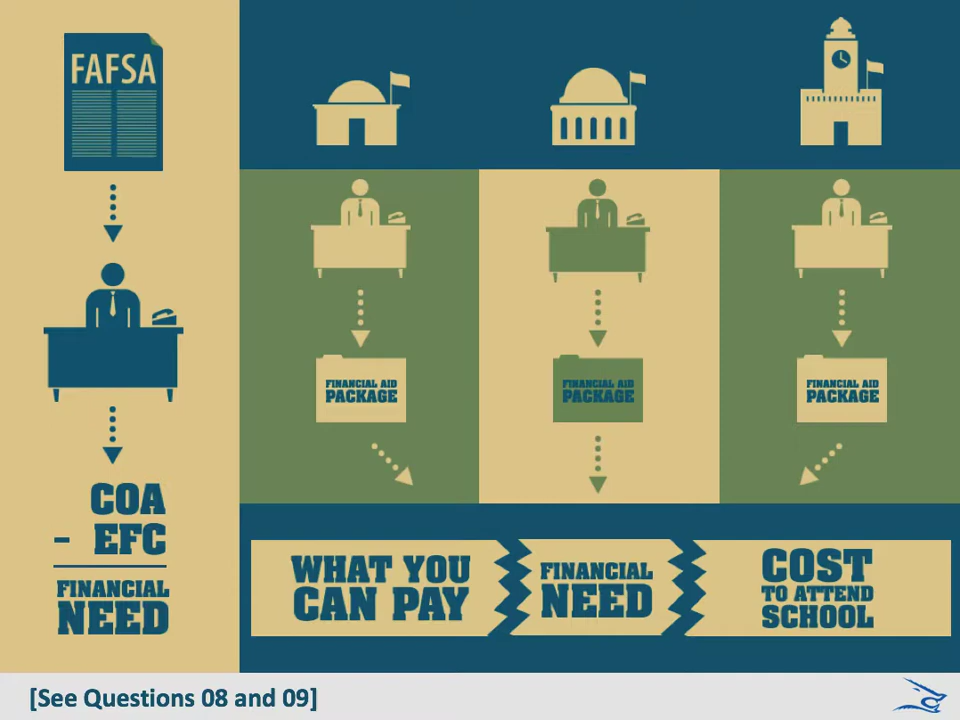 FAFSA
COA
- EFC
FINANCIAL
NEED
FINANCIAL AID
PACKAGE
FINANCIAL AID
PACKAGE
FINANCIAL AID
PACKAGE
WHAT YOU
CAN PAY
FINANCIAL
NEED
COST
TO ATTEND
SCHOOL
[See Questions 08 and 09]